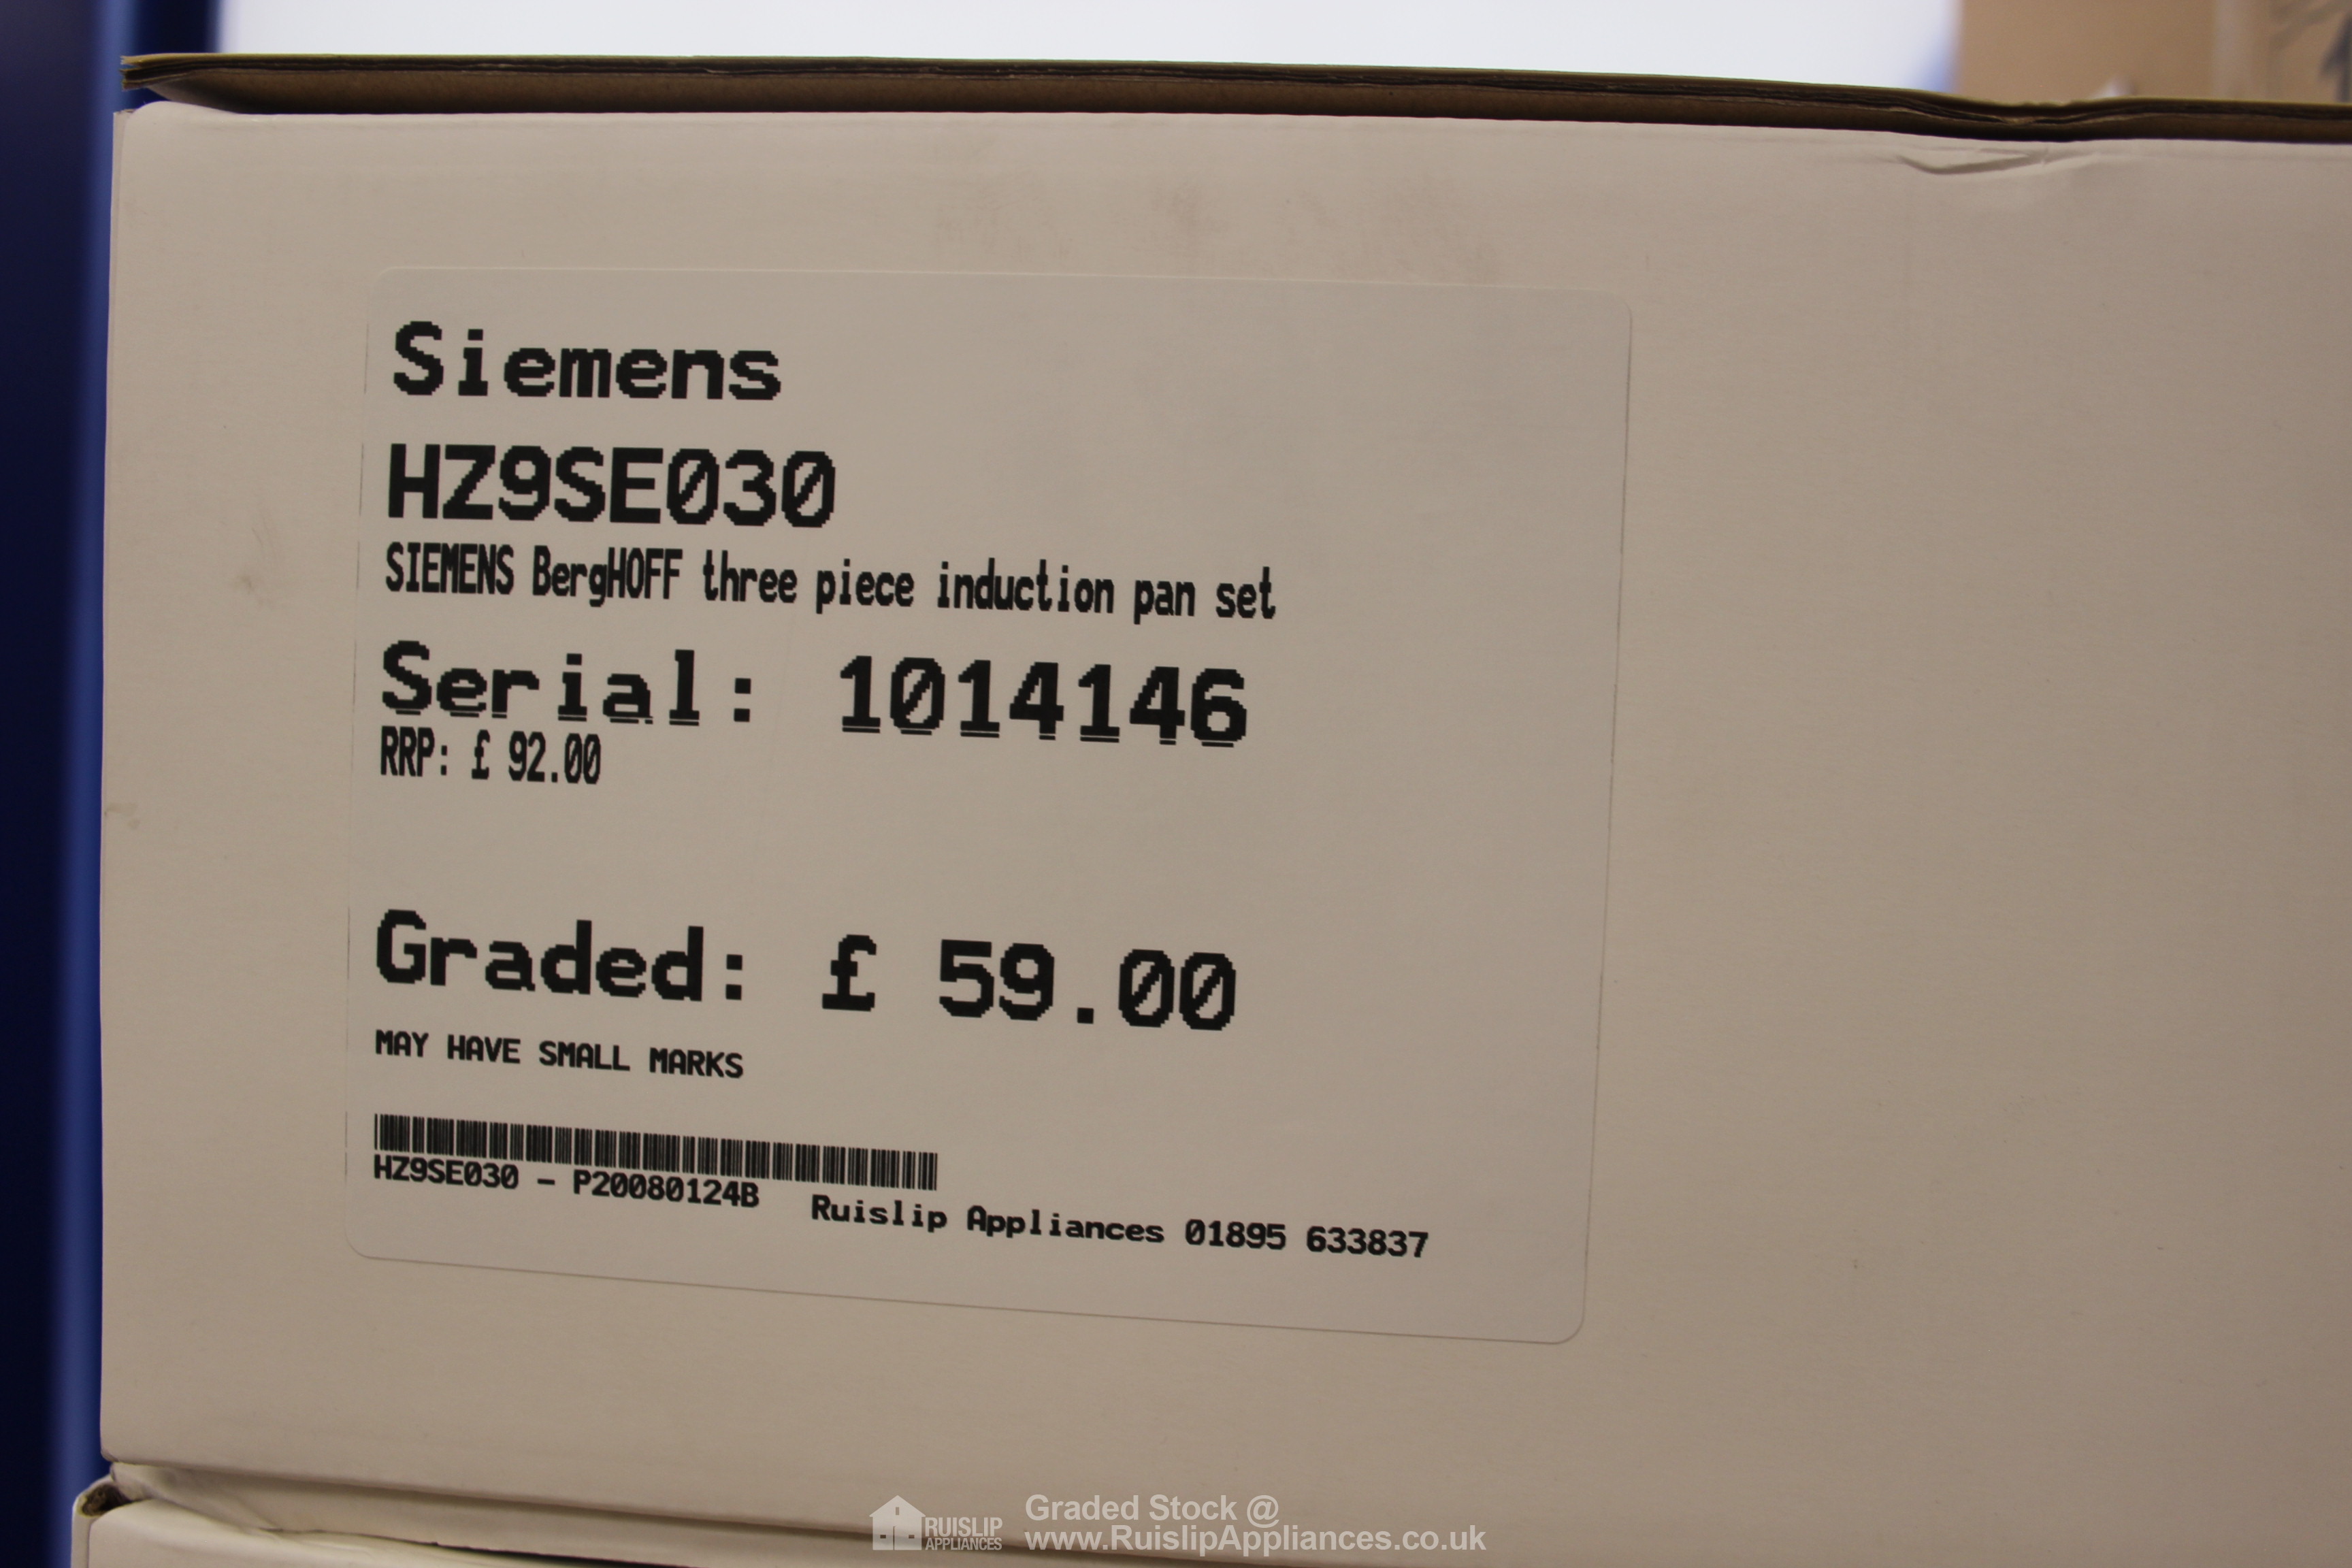 Siemens
HZ9SE030
SIEMENS BergHOFF three piece induction pan set
Serial: 1014146
RRP: £ 92.00
Graded: £ 59.00
MAY HAVE SMALL MARKS
HZ9SE030 - P20080124B Ruislip Appliances 01895 633837
RUISLIP
APPLIANCES
Graded Stock @
www.RuislipAppliances.co.uk